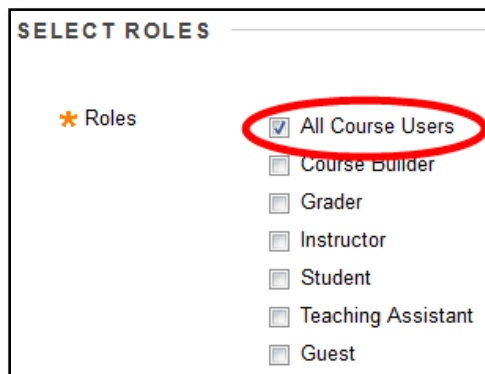 SELECT ROLES
Roles
All Course Users
Course Builder
Grader
Instructor
Student
Teaching Assistant
Guest